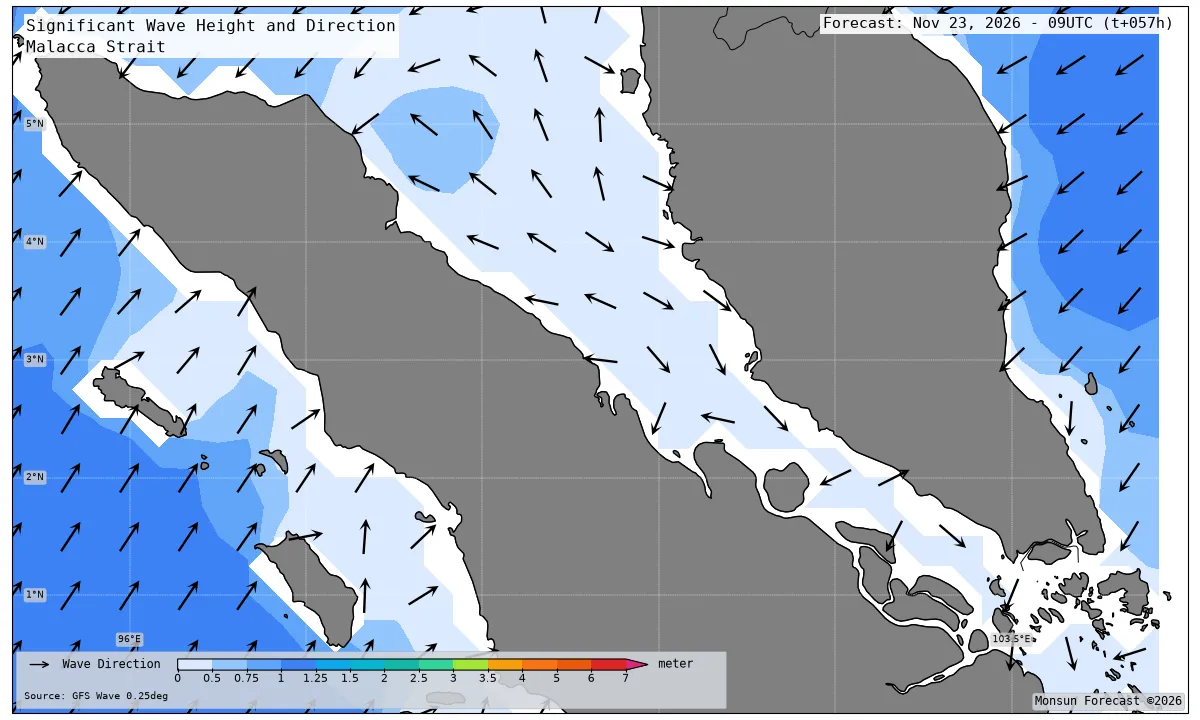 Significant Wave Height and Direction
Malacca Strait
Forecast: Nov 23, 2026 - 09UTC (t+057h)
5°N
4°N
3°N
2°N
1°N
96°E
103.5°E
Wave Direction
meter
0 0.5 0.75 1 1.25 1.5 2 2.5 3 3.5 4 5 6 7
Source: GFS Wave 0.25deg
Monsun Forecast ©2026